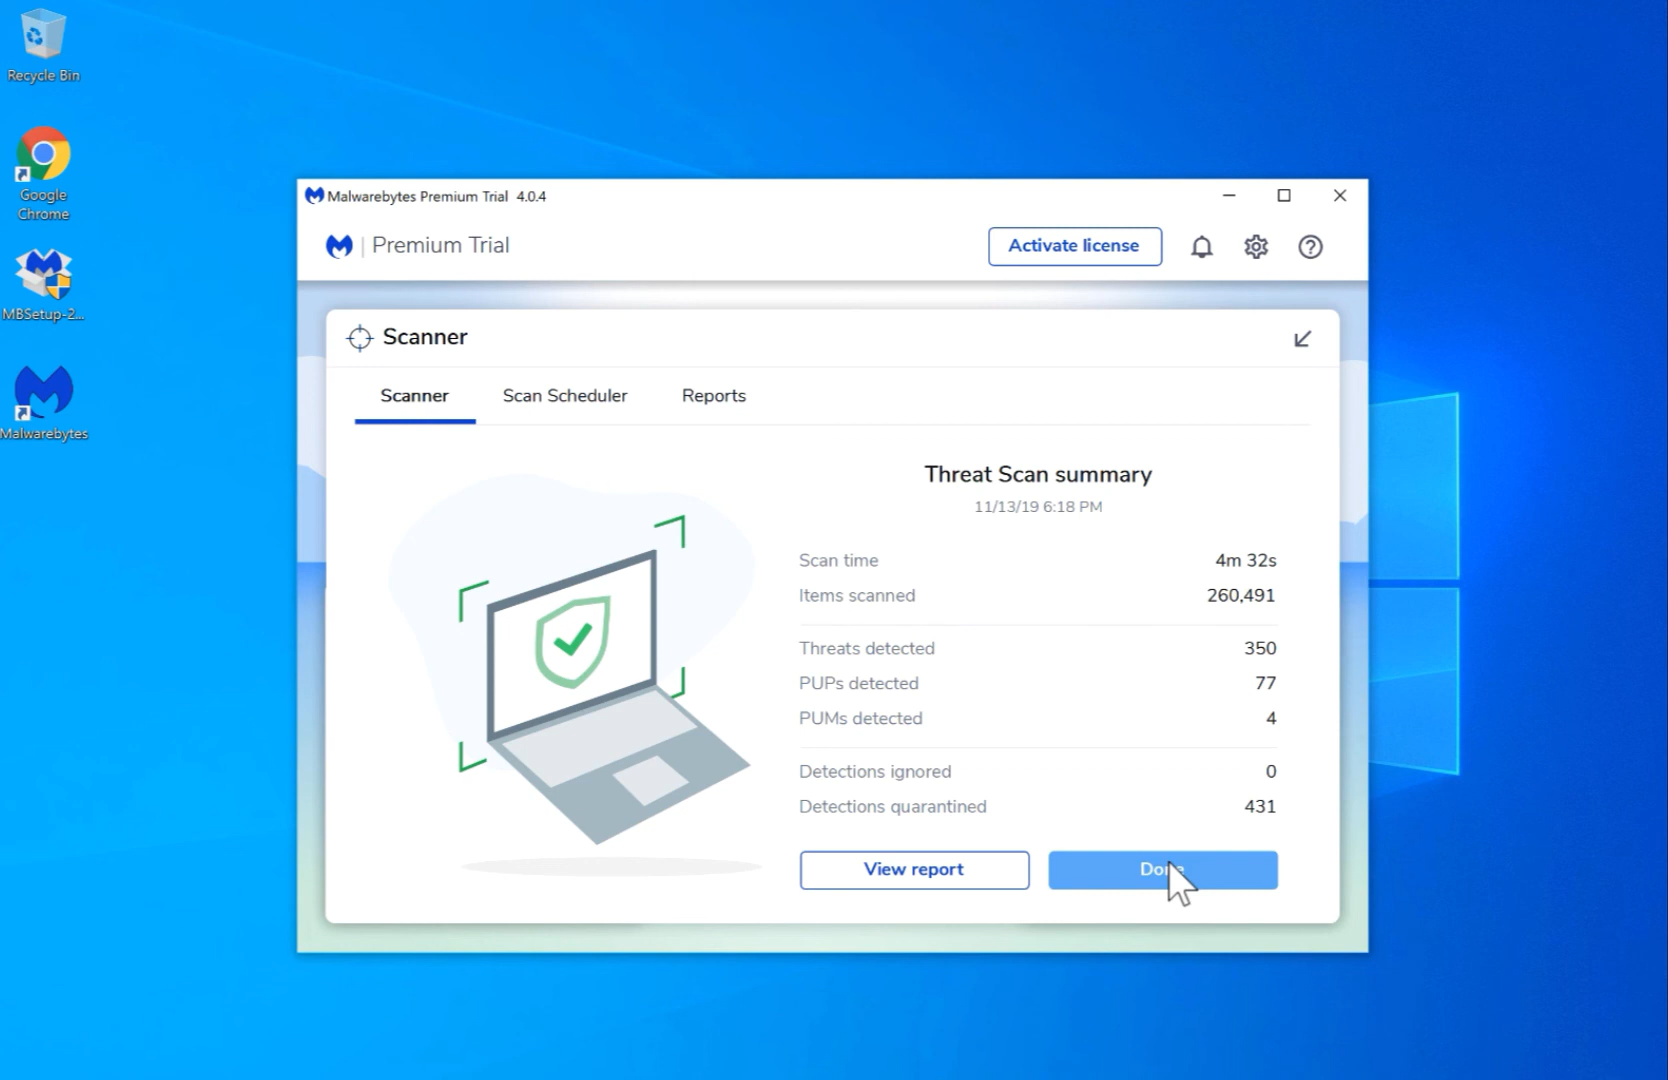 Recycle Bin
Google
Chrome
MBSetup-2...
Malwarebytes
Malwarebytes Premium Trial 4.0.4
Premium Trial
Activate license
Scanner
Scanner Scan Scheduler Reports
Threat Scan summary
11/13/19 6:18 PM
Scan time 4m 32s
Items scanned 260,491
Threats detected 350
PUPs detected 77
PUMs detected 4
Detections ignored 0
Detections quarantined 431
View report Done